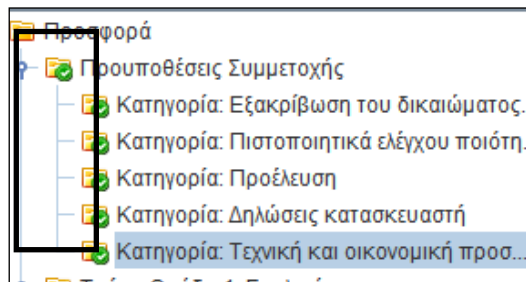 Προσφορά
Προυποθέσεις Συμμετοχής
Κατηγορία: Εξακρίβωση του δικαιώματος.
Κατηγορία: Πιστοποιητικά ελέγχου ποιότη.
Κατηγορία: Προέλευση
Κατηγορία: Δηλώσεις κατασκευαστή
Κατηγορία: Τεχνική και οικονομική προσ...